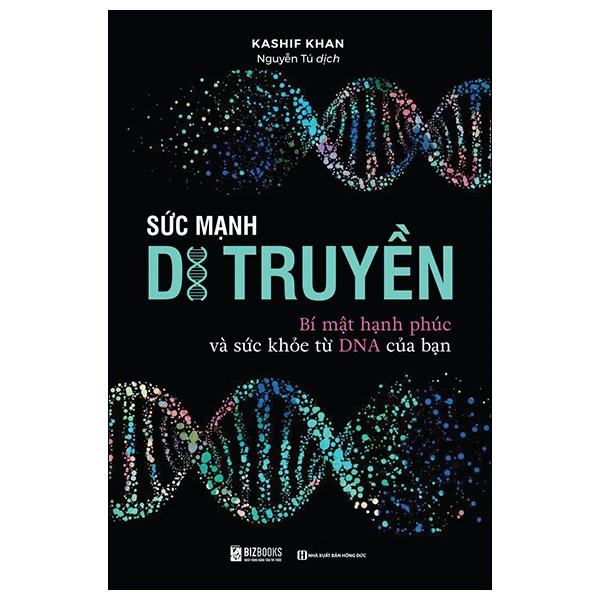 KASHIF KHAN
Nguyễn Tú dịch
SỨC MẠNH
DI TRUYỀN
Bí mật hạnh phúc
và sức khỏe từ DNA của bạn
BIZBOOKS
NHÀ XUẤT BẢN HỒNG ĐỨC